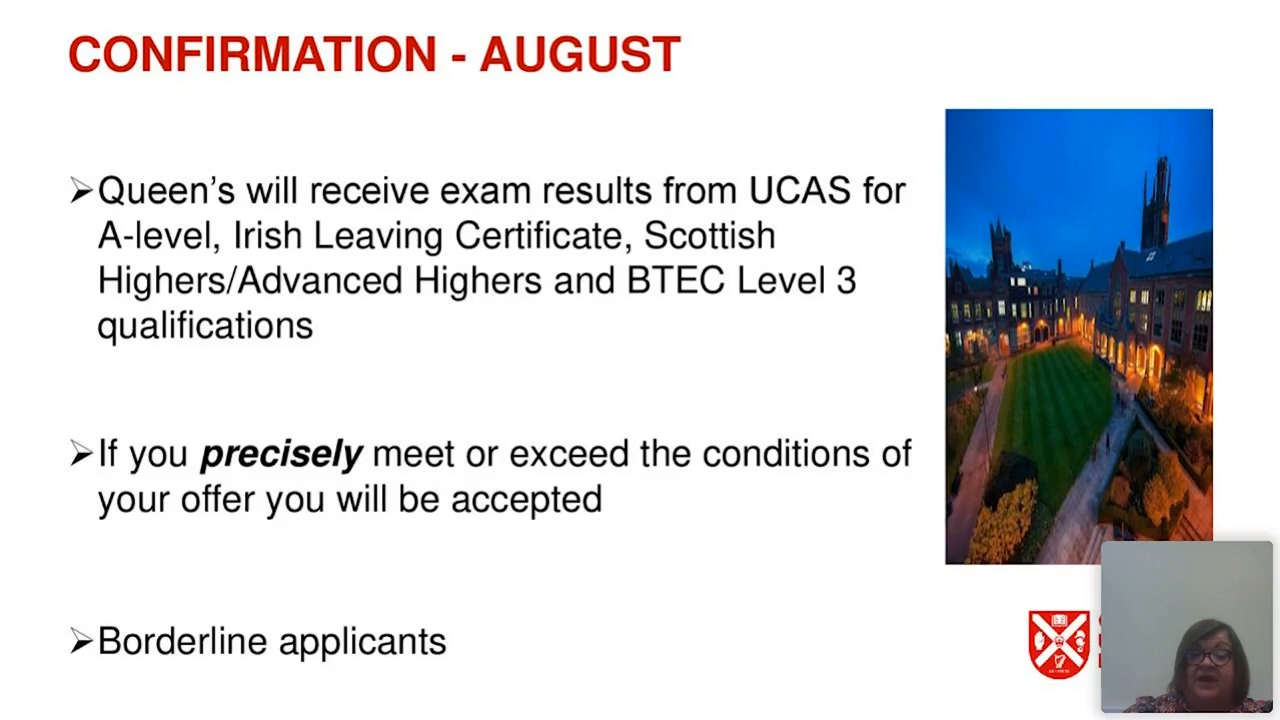 CONFIRMATION - AUGUST
➢Queen’s will receive exam results from UCAS for
A-level, Irish Leaving Certificate, Scottish
Highers/Advanced Highers and BTEC Level 3
qualifications
➢If you precisely meet or exceed the conditions of
your offer you will be accepted
➢Borderline applicants